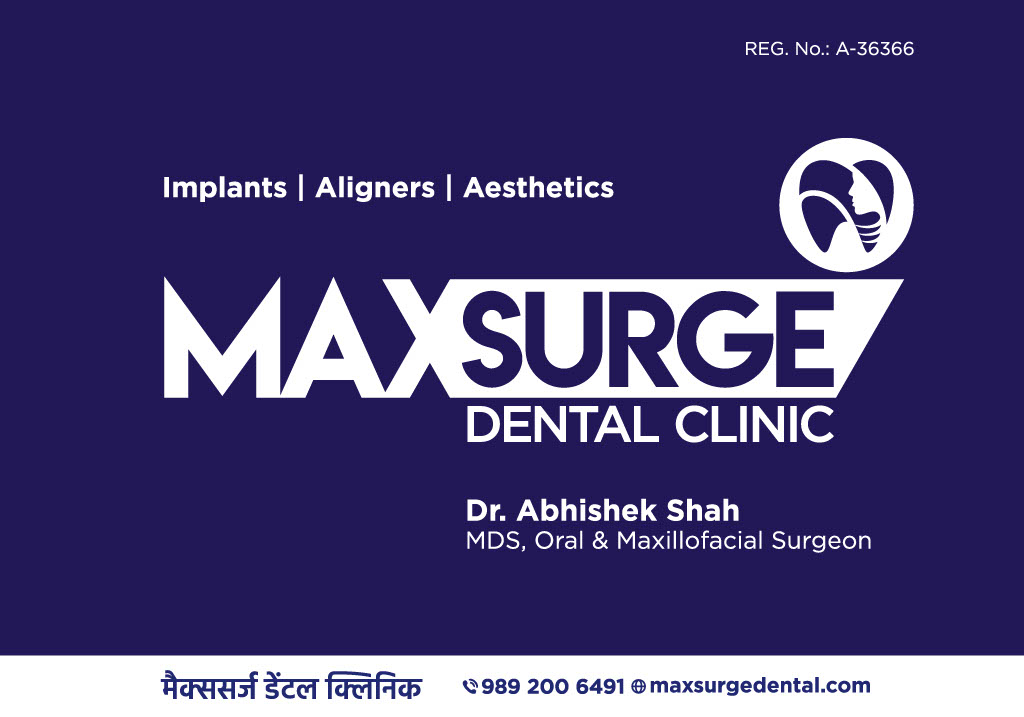 REG. No.: A-36366
Implants | Aligners | Aesthetics
MAXSURGE
DENTAL CLINIC
Dr. Abhishek Shah
MDS, Oral & Maxillofacial Surgeon
मैक्ससर्ज डेंटल क्लिनिक 989 200 6491 maxsurgedental.com